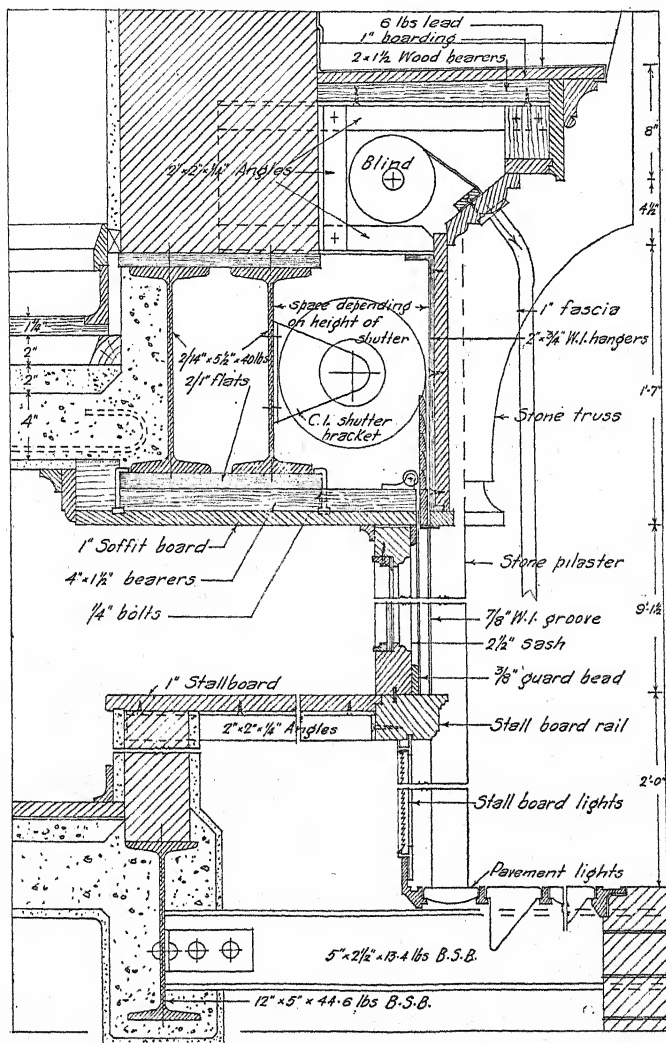 6 lbs lead
1" boarding
2 × 1½ Wood bearers
8"
2"×2"×¼" Angles
Blind
4½"
space depending
on height of
shutter
1" fascia
2"×¾" W.I. hangers
1¼"
2"
2"
4"
2/14"×5½"×40 lbs
2/1" flats
C.I. shutter
bracket
1'-7"
Stone truss
1" Soffit board
4"×1½" bearers
¼" bolts
Stone pilaster
7/8" W.I. groove
9'-1½
2½" sash
⅜" guard bead
1" Stallboard
2"×2"×¼" Angles
Stall board rail
2'-0"
Stall board lights
Pavement lights
5"×2½"×13.4 lbs B.S.B.
12"×5"×44.6 lbs B.S.B.